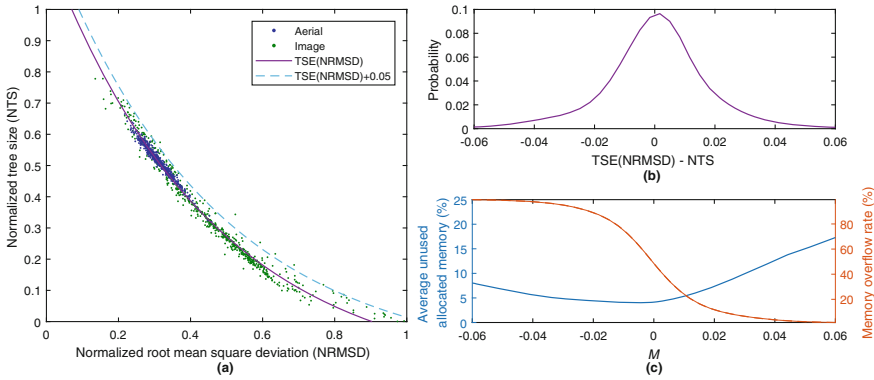 1
0.9
0.8
0.7
0.6
0.5
0.4
0.3
0.2
0.1
0
Normalized tree size (NTS)
Aerial
Image
TSE(NRMSD)
TSE(NRMSD)+0.05
0 0.2 0.4 0.6 0.8 1
Normalized root mean square deviation (NRMSD)
(a)
0.1
0.08
0.06
0.04
0.02
0
Probability
-0.06 -0.04 -0.02 0 0.02 0.04 0.06
TSE(NRMSD) - NTS
(b)
25
20
15
10
5
0
Average unused
allocated memory (%)
80
60
40
20
Memory overflow rate (%)
-0.06 -0.04 -0.02 0 0.02 0.04 0.06
M
(c)